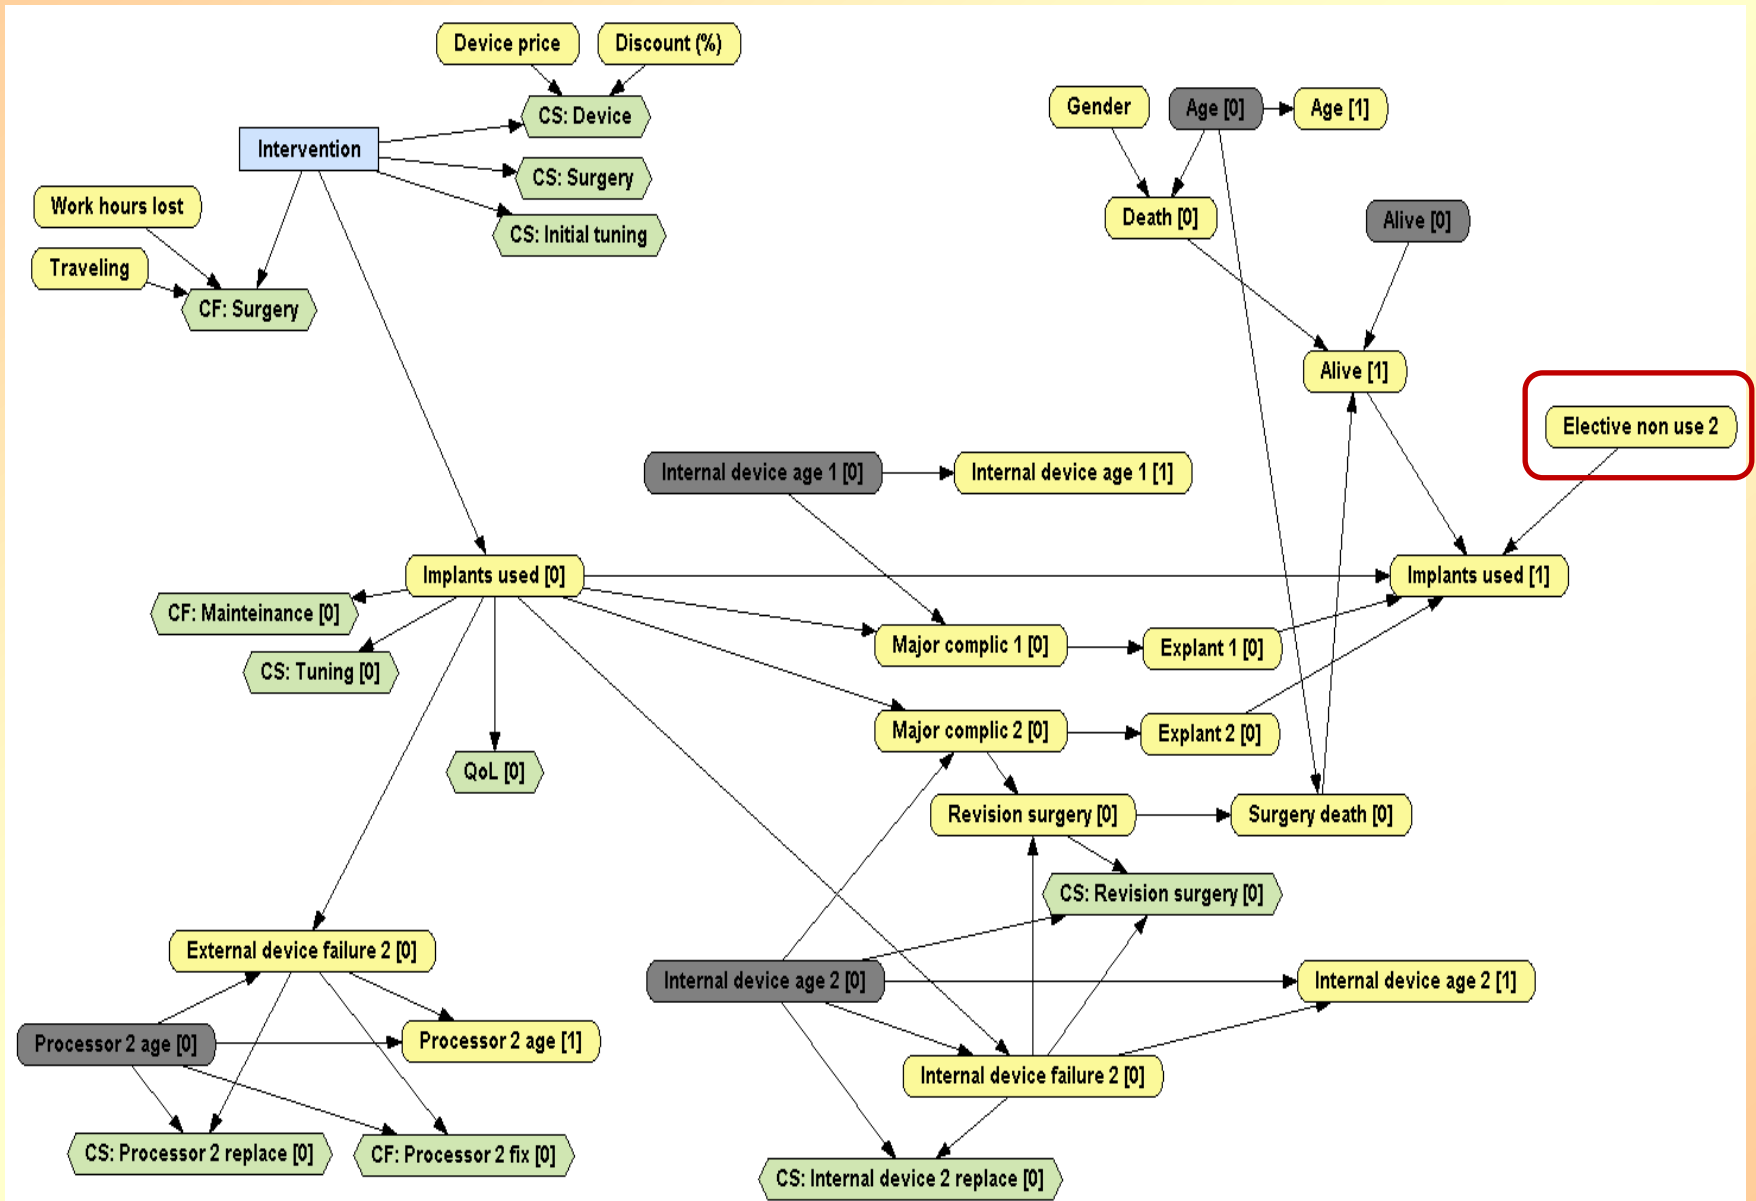 Device price
Discount (%)
CS: Device
Gender
Age [0]
Age [1]
Intervention
CS: Surgery
Work hours lost
Death [0]
Alive [0]
CS: Initial tuning
Traveling
CF: Surgery
Alive [1]
Elective non use 2
Internal device age 1 [0]
Internal device age 1 [1]
Implants used [0]
Implants used [1]
CF: Mainteinance [0]
Major complic 1 [0]
Explant 1 [0]
CS: Tuning [0]
Major complic 2 [0]
Explant 2 [0]
QoL [0]
Revision surgery [0]
Surgery death [0]
CS: Revision surgery [0]
External device failure 2 [0]
Internal device age 2 [0]
Internal device age 2 [1]
Processor 2 age [0]
Processor 2 age [1]
Internal device failure 2 [0]
CS: Processor 2 replace [0]
CF: Processor 2 fix [0]
CS: Internal device 2 replace [0]